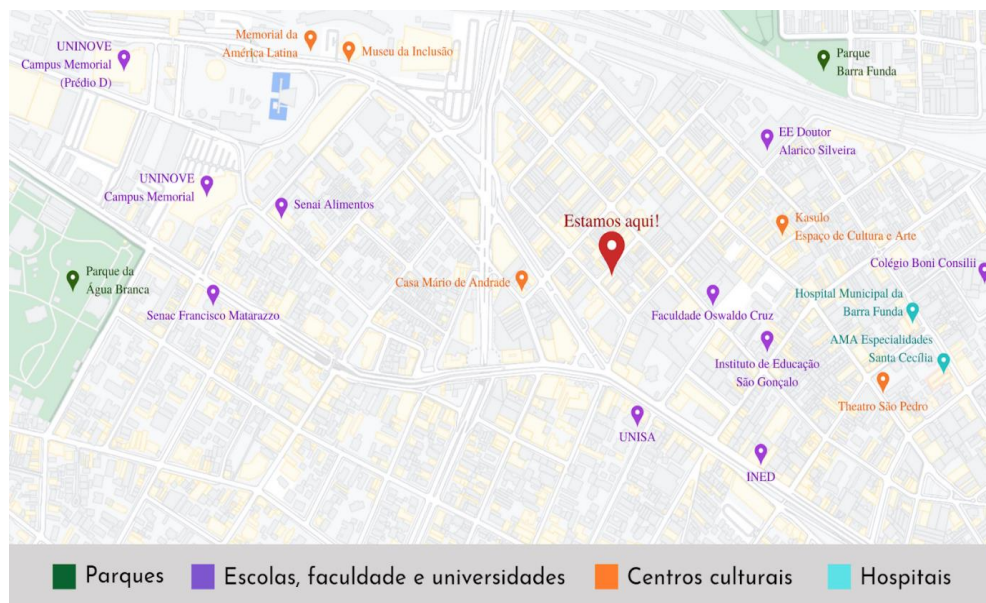 UNINOVE
Campus Memorial
(Prédio D)
Memorial da
América Latina
Museu da Inclusão
Parque
Barra Funda
EE Doutor
Alarico Silveira
UNINOVE
Campus Memorial
Senai Alimentos
Estamos aqui!
Kasulo
Espaço de Cultura e Arte
Colégio Boni Consilii
Parque da
Água Branca
Casa Mário de Andrade
Senac Francisco Matarazzo
Faculdade Oswaldo Cruz
Hospital Municipal da
Barra Funda
AMA Especialidades
Santa Cecília
Instituto de Educação
São Gonçalo
Theatro São Pedro
UNISA
INED
Parques
Escolas, faculdade e universidades
Centros culturais
Hospitais